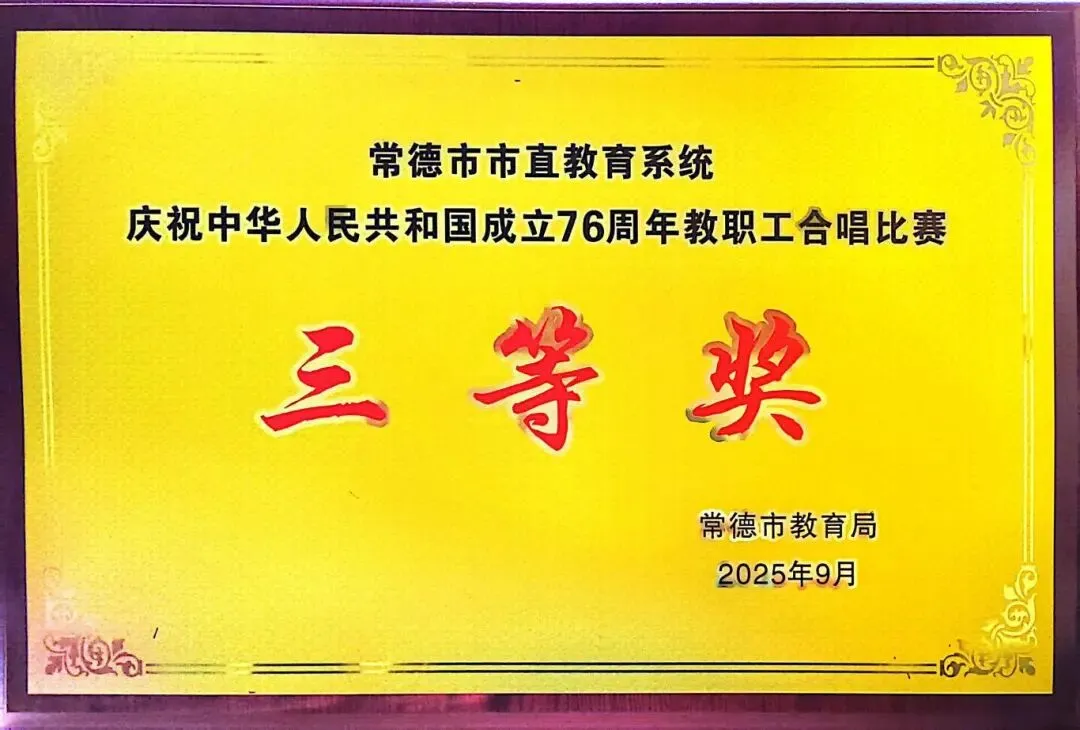 常德市市直教育系统
庆祝中华人民共和国成立76周年教职工合唱比赛
三等奖
常德市教育局
2025年9月